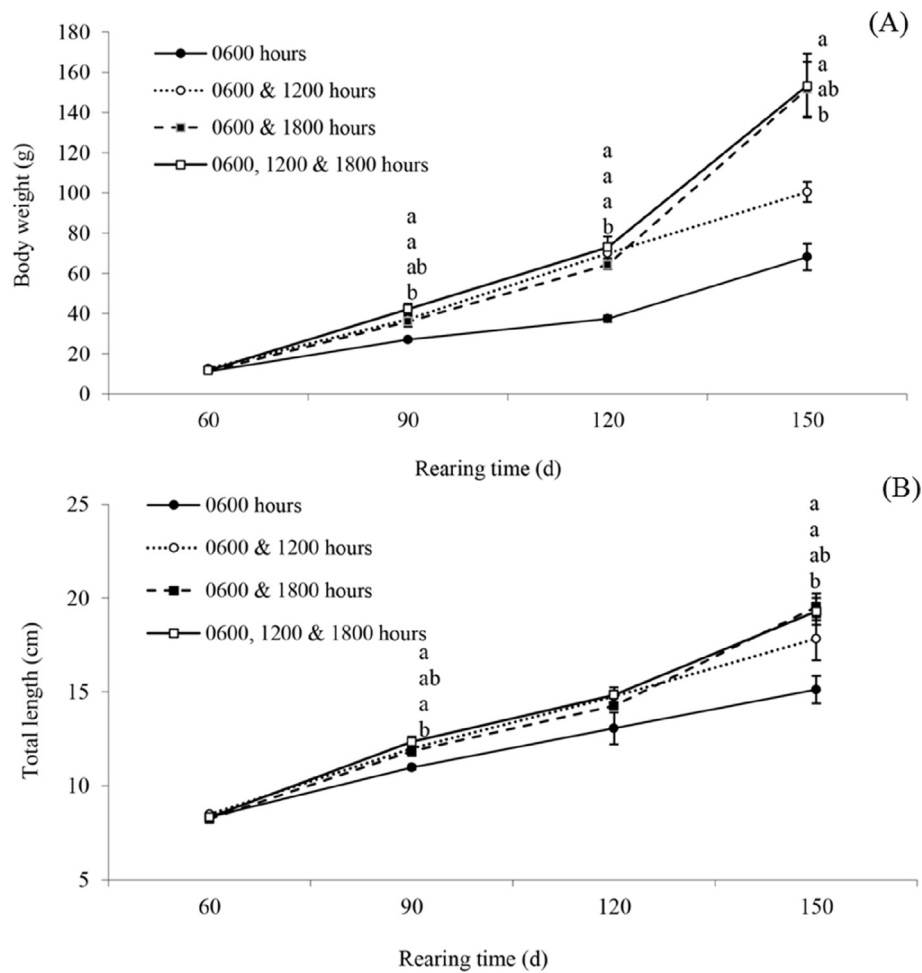 (A)
180
160
140
120
100
80
60
40
20
0
Body weight (g)
0600 hours
0600 & 1200 hours
0600 & 1800 hours
0600, 1200 & 1800 hours
a
a
ab
b
a
a
a
b
a
a
ab
b
60 90 120 150
Rearing time (d)
(B)
25
20
15
10
5
Total length (cm)
0600 hours
0600 & 1200 hours
0600 & 1800 hours
0600, 1200 & 1800 hours
a
ab
a
b
a
a
ab
b
60 90 120 150
Rearing time (d)